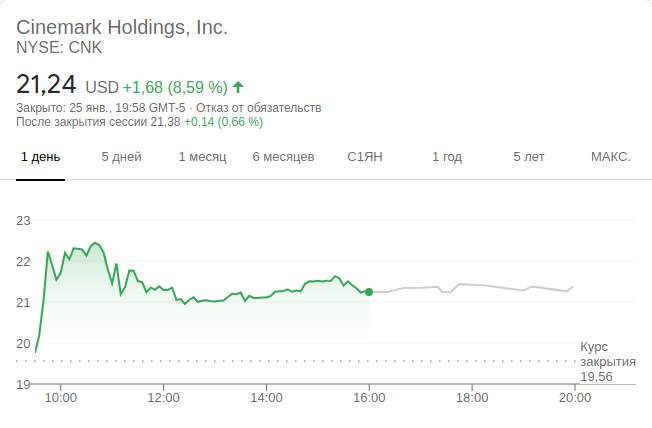 Cinemark Holdings, Inc.
NYSE: CNK
21,24 USD +1,68 (8,59 %)
Закрыто: 25 янв., 19:58 GMT-5 · Отказ от обязательств
После закрытия сессии 21,38 +0,14 (0,66 %)
1 день 5 дней 1 месяц 6 месяцев С1ЯН 1 год 5 лет МАКС.
23
22
21
20
Курс
закрытия
19,56
19
10:00 12:00 14:00 16:00 18:00 20:00